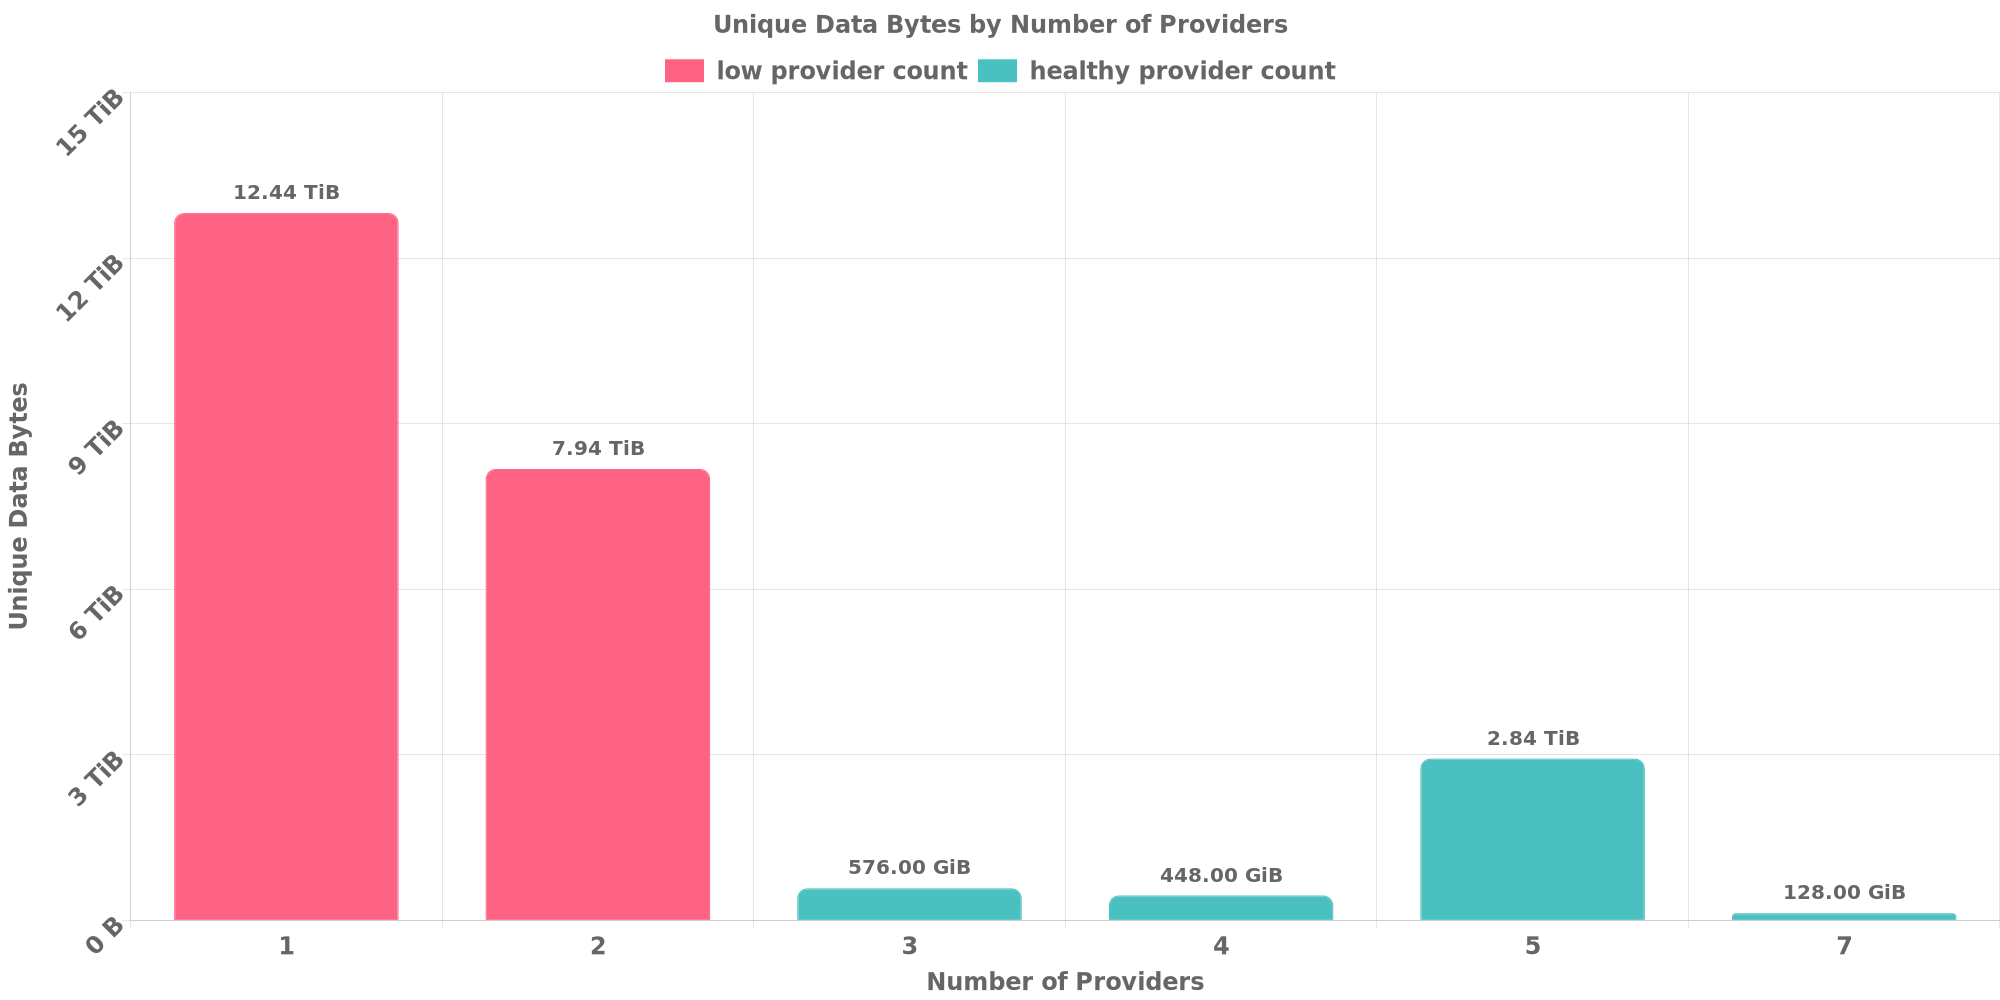 Unique Data Bytes by Number of Providers
low provider count healthy provider count
15 TiB
12 TiB
9 TiB
6 TiB
3 TiB
0 B
Unique Data Bytes
12.44 TiB
7.94 TiB
576.00 GiB
448.00 GiB
2.84 TiB
128.00 GiB
1 2 3 4 5 7
Number of Providers